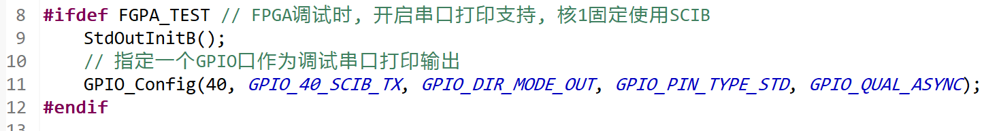 8 #ifdef FGPA_TEST // FPGA调试时，开启串口打印支持，核1固定使用SCIB
9 StdOutInitB();
10 // 指定一个GPIO口作为调试串口打印输出
11 GPIO_Config(40, GPIO_40_SCIB_TX, GPIO_DIR_MODE_OUT, GPIO_PIN_TYPE_STD, GPIO_QUAL_ASYNC);
12 #endif
13